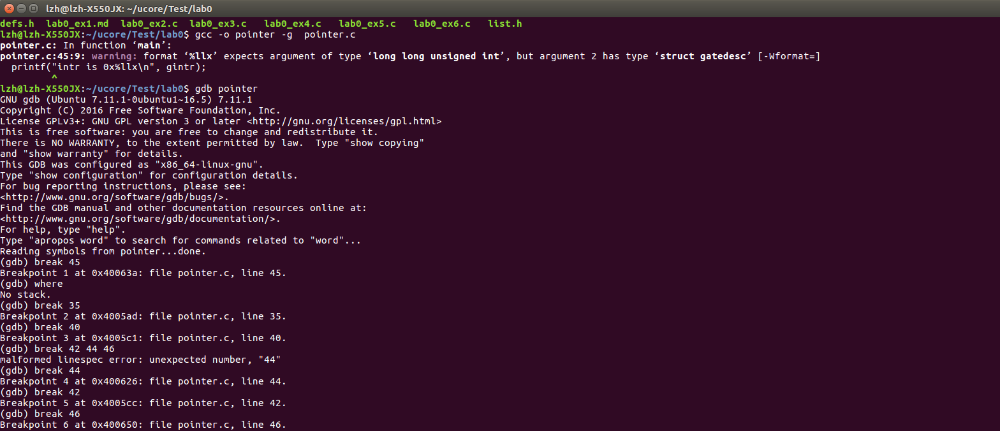 lzh@lzh-X550JX: ~/ucore/Test/lab0
defs.h  lab0_ex1.md  lab0_ex2.c  lab0_ex3.c   lab0_ex4.c   lab0_ex5.c   lab0_ex6.c   list.h
lzh@lzh-X550JX:~/ucore/Test/lab0$ gcc -o pointer -g  pointer.c
pointer.c: In function ‘main’:
pointer.c:45:9: warning: format ‘%llx’ expects argument of type ‘long long unsigned int’, but argument 2 has type ‘struct gatedesc’ [-Wformat=]
  printf("intr is 0x%llx\n", gintr);
         ^
lzh@lzh-X550JX:~/ucore/Test/lab0$ gdb pointer
GNU gdb (Ubuntu 7.11.1-0ubuntu1~16.5) 7.11.1
Copyright (C) 2016 Free Software Foundation, Inc.
License GPLv3+: GNU GPL version 3 or later <http://gnu.org/licenses/gpl.html>
This is free software: you are free to change and redistribute it.
There is NO WARRANTY, to the extent permitted by law.  Type "show copying"
and "show warranty" for details.
This GDB was configured as "x86_64-linux-gnu".
Type "show configuration" for configuration details.
For bug reporting instructions, please see:
<http://www.gnu.org/software/gdb/bugs/>.
Find the GDB manual and other documentation resources online at:
<http://www.gnu.org/software/gdb/documentation/>.
For help, type "help".
Type "apropos word" to search for commands related to "word"...
Reading symbols from pointer...done.
(gdb) break 45
Breakpoint 1 at 0x40063a: file pointer.c, line 45.
(gdb) where
No stack.
(gdb) break 35
Breakpoint 2 at 0x4005ad: file pointer.c, line 35.
(gdb) break 40
Breakpoint 3 at 0x4005c1: file pointer.c, line 40.
(gdb) break 42 44 46
malformed linespec error: unexpected number, "44"
(gdb) break 44
Breakpoint 4 at 0x400626: file pointer.c, line 44.
(gdb) break 42
Breakpoint 5 at 0x4005cc: file pointer.c, line 42.
(gdb) break 46
Breakpoint 6 at 0x400650: file pointer.c, line 46.